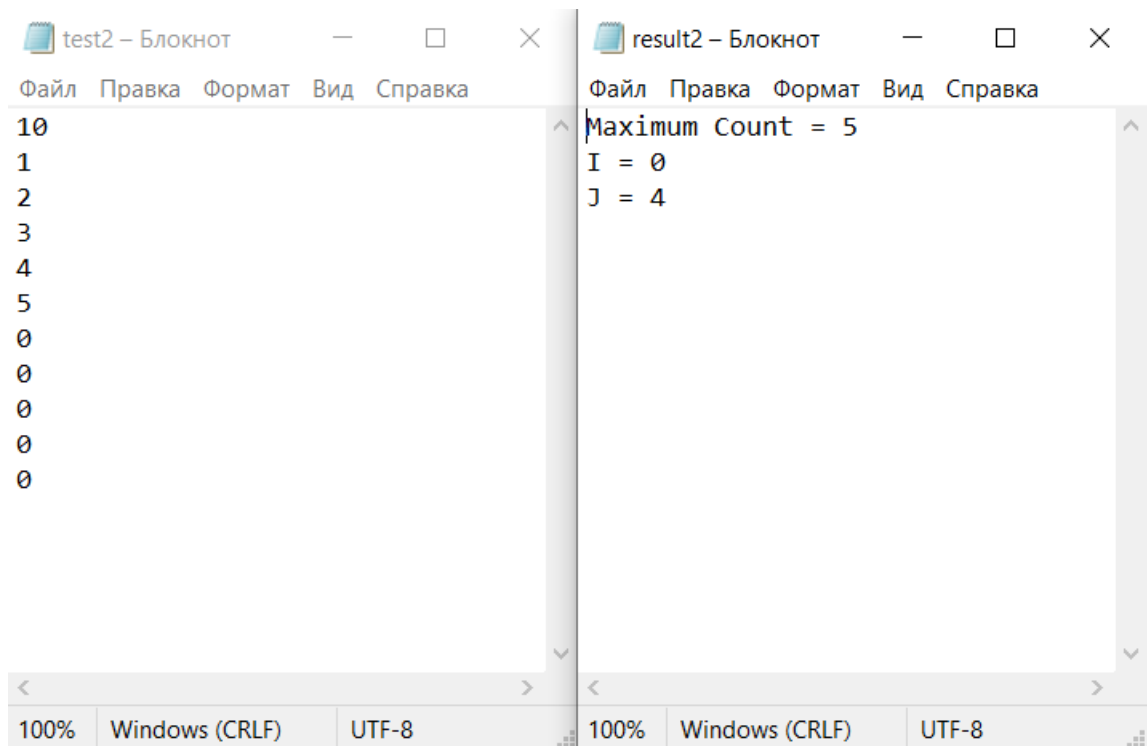 test2 – Блокнот
Файл Правка Формат Вид Справка
10
1
2
3
4
5
0
0
0
0
0
100% Windows (CRLF) UTF-8
result2 – Блокнот
Файл Правка Формат Вид Справка
Maximum Count = 5
I = 0
J = 4
100% Windows (CRLF) UTF-8